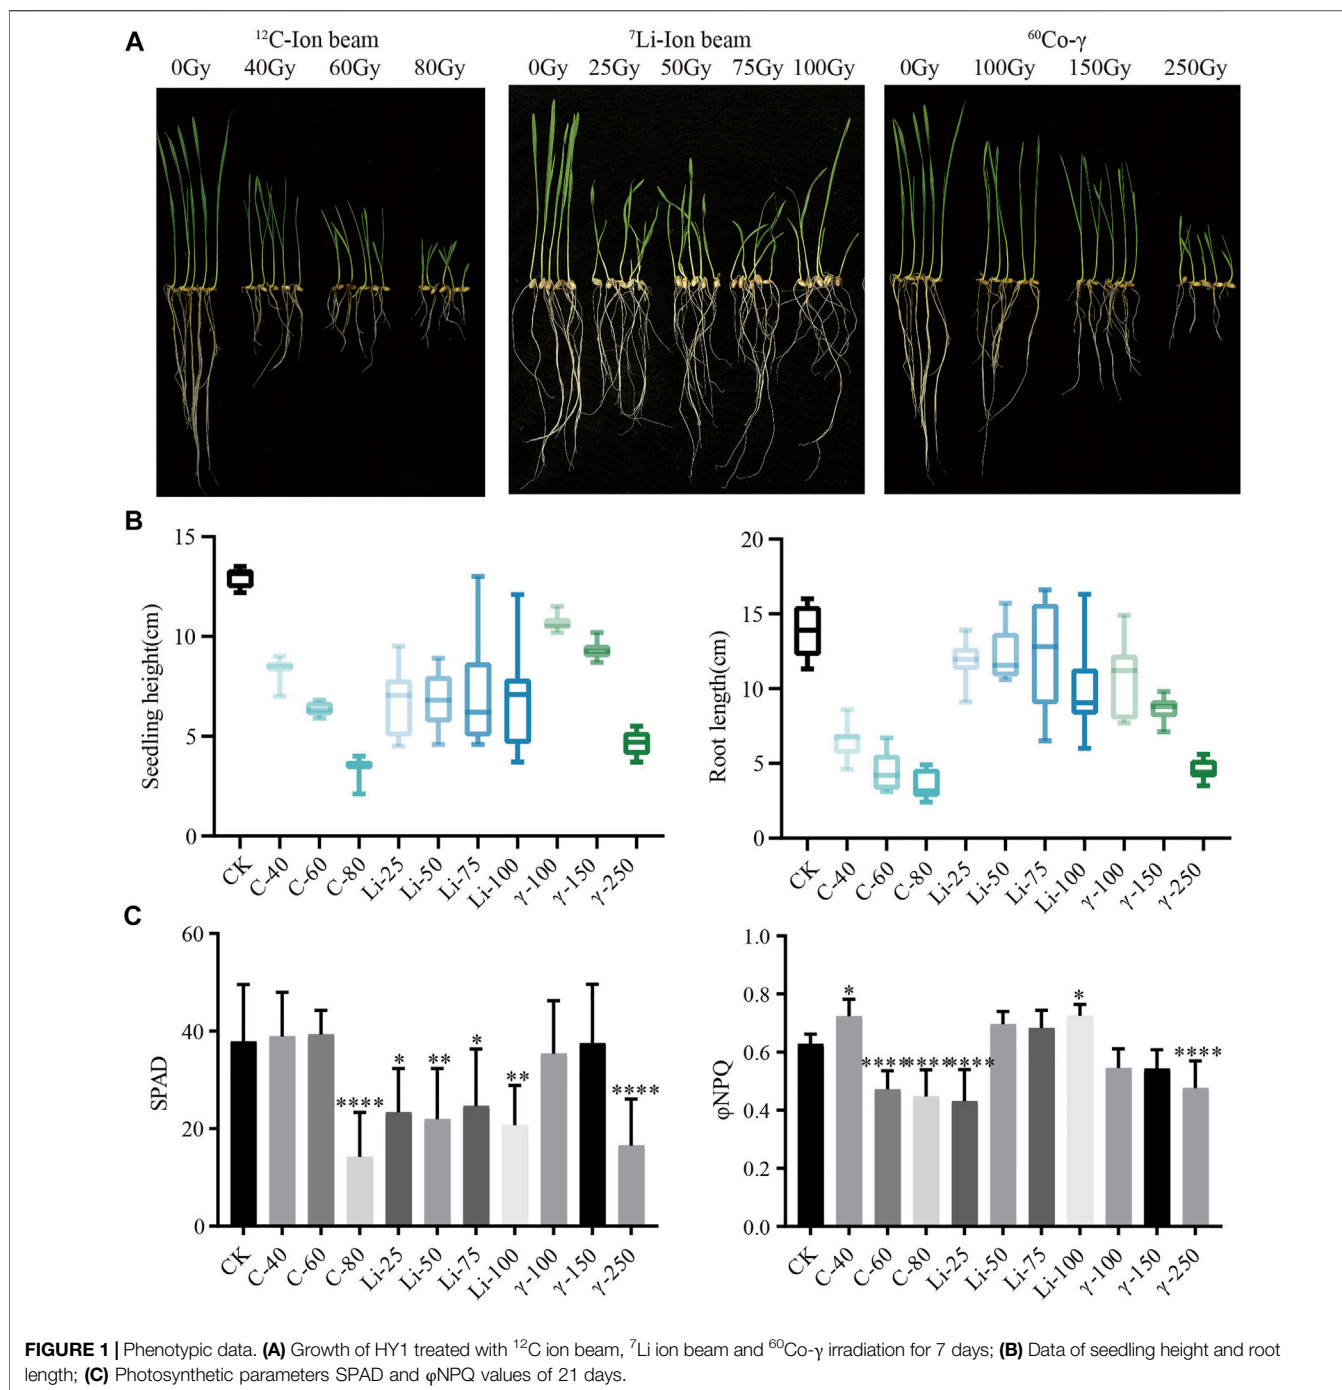 A
¹²C-Ion beam ⁷Li-Ion beam ⁶⁰Co-γ
0Gy 40Gy 60Gy 80Gy 0Gy 25Gy 50Gy 75Gy 100Gy 0Gy 100Gy 150Gy 250Gy
B
Seedling height(cm)
15
10
5
0
CK C-40 C-60 C-80 Li-25 Li-50 Li-75 Li-100 γ-100 γ-150 γ-250
Root length(cm)
20
15
10
5
0
CK C-40 C-60 C-80 Li-25 Li-50 Li-75 Li-100 γ-100 γ-150 γ-250
C
SPAD
60
40
20
0
**** * ** * ** ****
CK C-40 C-60 C-80 Li-25 Li-50 Li-75 Li-100 γ-100 γ-150 γ-250
φNPQ
1.0
0.8
0.6
0.4
0.2
0.0
* **** **** **** * ****
CK C-40 C-60 C-80 Li-25 Li-50 Li-75 Li-100 γ-100 γ-150 γ-250
FIGURE 1 | Phenotypic data. (A) Growth of HY1 treated with ¹²C ion beam, ⁷Li ion beam and ⁶⁰Co-γ irradiation for 7 days; (B) Data of seedling height and root
length; (C) Photosynthetic parameters SPAD and φNPQ values of 21 days.